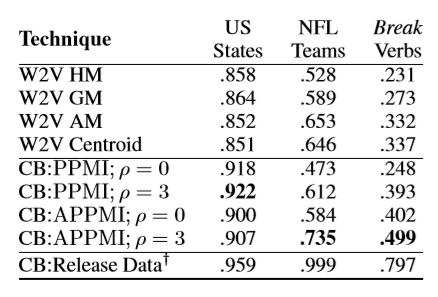 Technique US States NFL Teams Break Verbs
W2V HM .858 .528 .231
W2V GM .864 .589 .273
W2V AM .852 .653 .332
W2V Centroid .851 .646 .337
CB:PPMI; ρ = 0 .918 .473 .248
CB:PPMI; ρ = 3 .922 .612 .393
CB:APPMI; ρ = 0 .900 .584 .402
CB:APPMI; ρ = 3 .907 .735 .499
CB:Release Data† .959 .999 .797